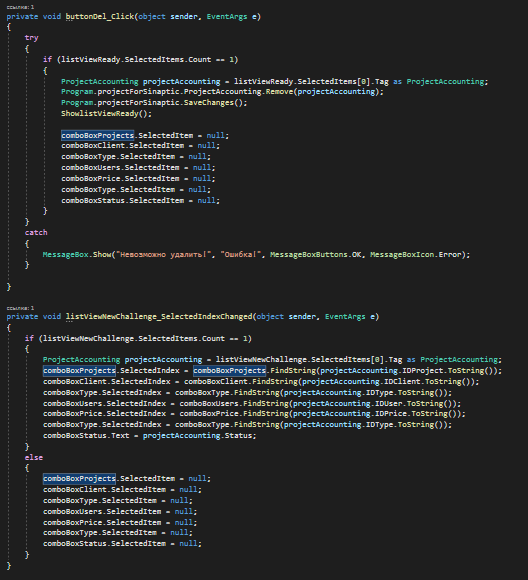 ссылка: 1
private void buttonDel_Click(object sender, EventArgs e)
{
try
{
if (listViewReady.SelectedItems.Count == 1)
{
ProjectAccounting projectAccounting = listViewReady.SelectedItems[0].Tag as ProjectAccounting;
Program.projectForSinaptic.ProjectAccounting.Remove(projectAccounting);
Program.projectForSinaptic.SaveChanges();
ShowlistViewReady();
comboBoxProjects.SelectedItem = null;
comboBoxClient.SelectedItem = null;
comboBoxType.SelectedItem = null;
comboBoxUsers.SelectedItem = null;
comboBoxPrice.SelectedItem = null;
comboBoxType.SelectedItem = null;
comboBoxStatus.SelectedItem = null;
}
}
catch
{
MessageBox.Show("Невозможно удалить!", "Ошибка!", MessageBoxButtons.OK, MessageBoxIcon.Error);
}
}
ссылка: 1
private void listViewNewChallenge_SelectedIndexChanged(object sender, EventArgs e)
{
if (listViewNewChallenge.SelectedItems.Count == 1)
{
ProjectAccounting projectAccounting = listViewNewChallenge.SelectedItems[0].Tag as ProjectAccounting;
comboBoxProjects.SelectedIndex = comboBoxProjects.FindString(projectAccounting.IDProject.ToString());
comboBoxClient.SelectedIndex = comboBoxClient.FindString(projectAccounting.IDClient.ToString());
comboBoxType.SelectedIndex = comboBoxType.FindString(projectAccounting.IDType.ToString());
comboBoxUsers.SelectedIndex = comboBoxUsers.FindString(projectAccounting.IDUser.ToString());
comboBoxPrice.SelectedIndex = comboBoxPrice.FindString(projectAccounting.IDPrice.ToString());
comboBoxType.SelectedIndex = comboBoxType.FindString(projectAccounting.IDType.ToString());
comboBoxStatus.Text = projectAccounting.Status;
}
else
{
comboBoxProjects.SelectedItem = null;
comboBoxClient.SelectedItem = null;
comboBoxType.SelectedItem = null;
comboBoxUsers.SelectedItem = null;
comboBoxPrice.SelectedItem = null;
comboBoxType.SelectedItem = null;
comboBoxStatus.SelectedItem = null;
}
}